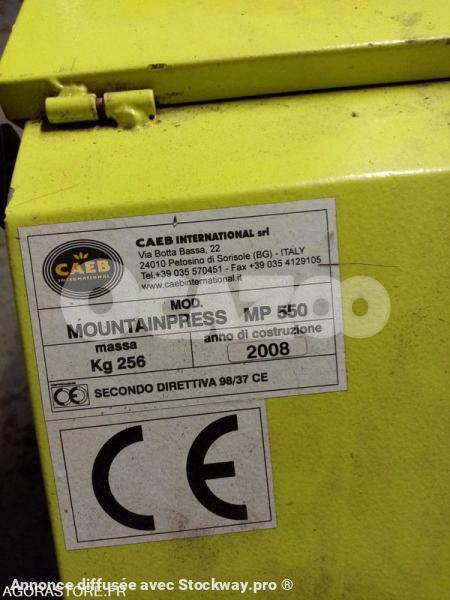 CAEB
INTERNATIONAL
CAEB INTERNATIONAL srl
Via Botta Bassa, 22
24010 Petosino di Sorisole (BG) - ITALY
Tel.+39 035 570451 - Fax +39 035 4129105
www.caebinternational.it
MOD.
MOUNTAINPRESS MP 550
massa
Kg 256
anno di costruzione
2008
CE SECONDO DIRETTIVA 98/37 CE
CE
Annonce diffusée avec Stockway.pro ®
AGORASTORE.FR